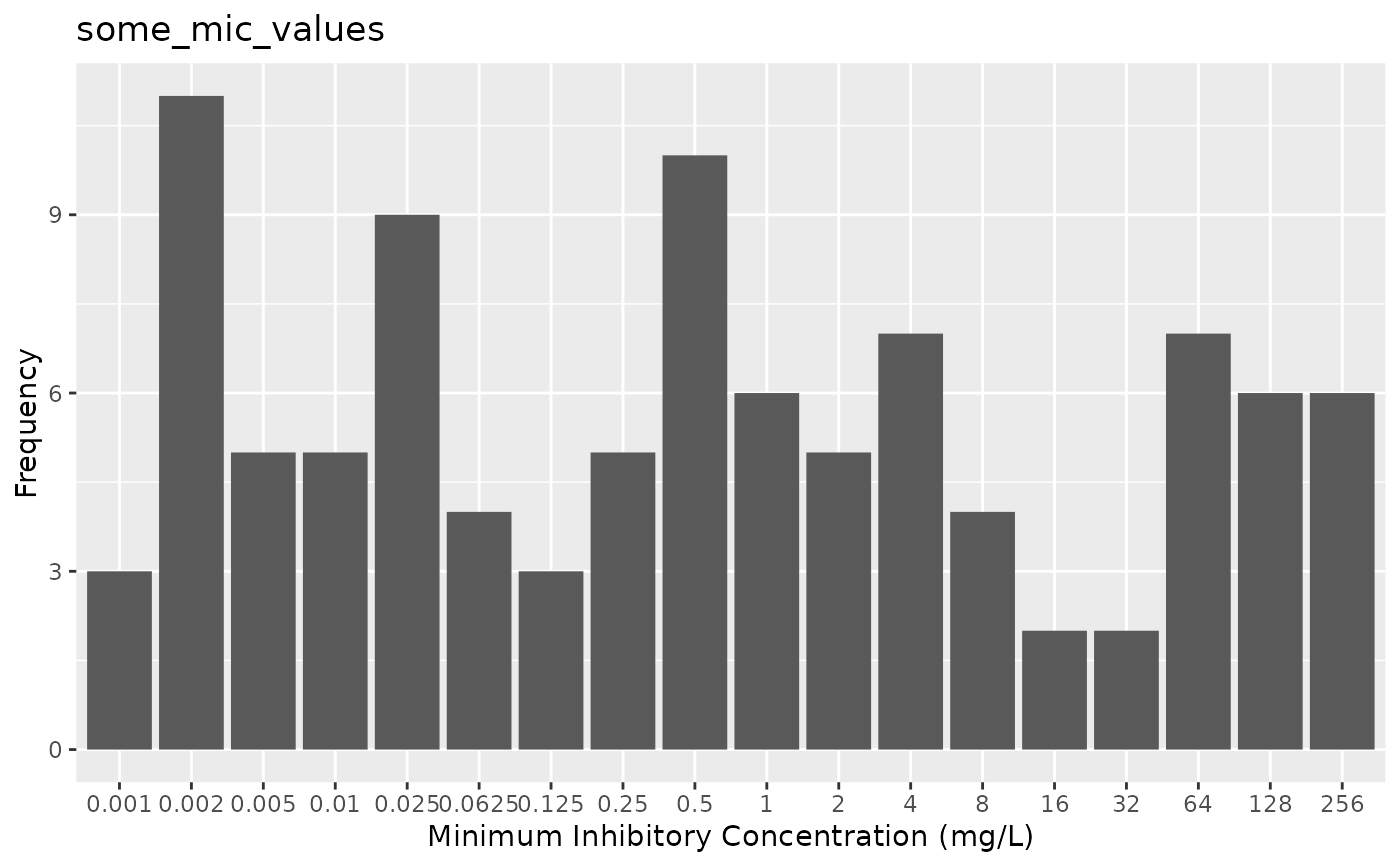 some_mic_values
Frequency
9
6
3
0
0.001 0.002 0.005 0.01 0.025 0.0625 0.125 0.25 0.5 1 2 4 8 16 32 64 128 256
Minimum Inhibitory Concentration (mg/L)